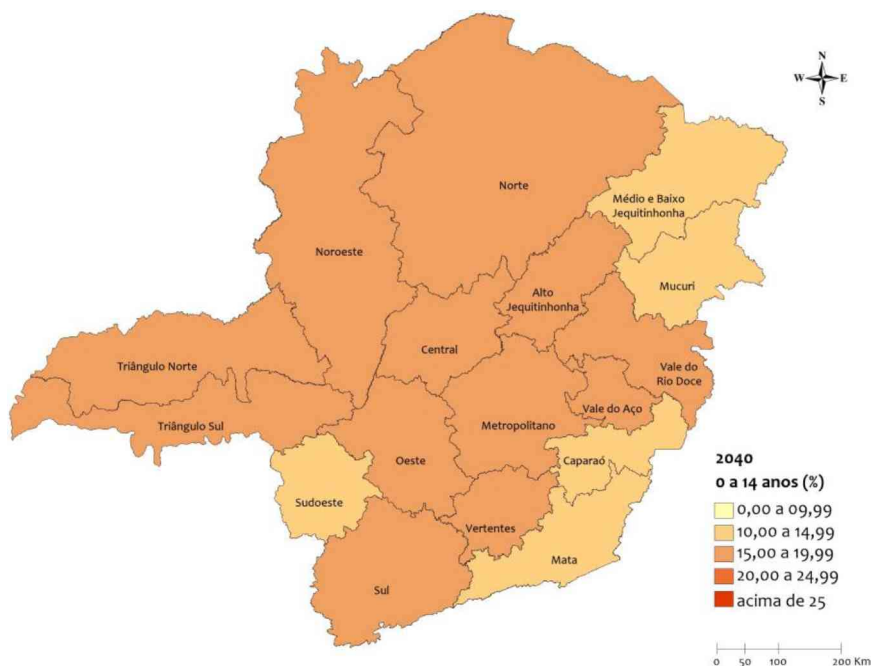 N
W E
S
Norte
Médio e Baixo
Jequitinhonha
Mucuri
Noroeste
Alto
Jequitinhonha
Central
Triângulo Norte
Vale do
Rio Doce
Vale do Aço
Triângulo Sul
Metropolitano
Oeste
Caparaó
Sudoeste
Vertentes
Mata
Sul
2040
0 a 14 anos (%)
0,00 a 09,99
10,00 a 14,99
15,00 a 19,99
20,00 a 24,99
acima de 25
0 50 100 200 Km